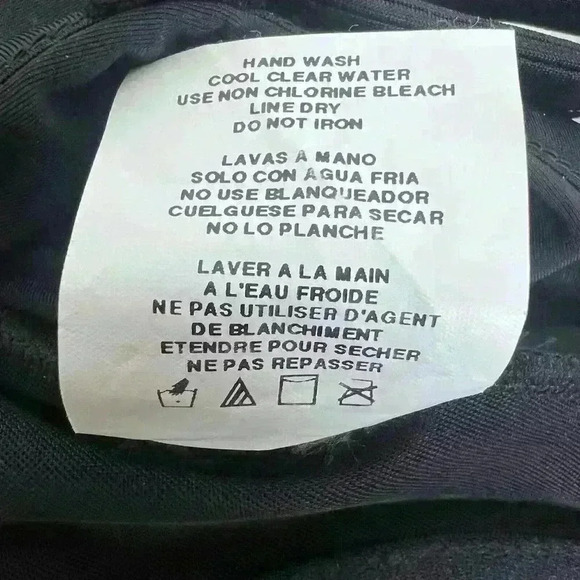 HAND WASH
COOL CLEAR WATER
USE NON CHLORINE BLEACH
LINE DRY
DO NOT IRON
LAVAS A MANO
SOLO CON AGUA FRIA
NO USE BLANQUEADOR
CUELGUESE PARA SECAR
NO LO PLANCHE
LAVER A LA MAIN
A L'EAU FROIDE
NE PAS UTILISER D'AGENT
DE BLANCHIMENT
ETENDRE POUR SECHER
NE PAS REPASSER